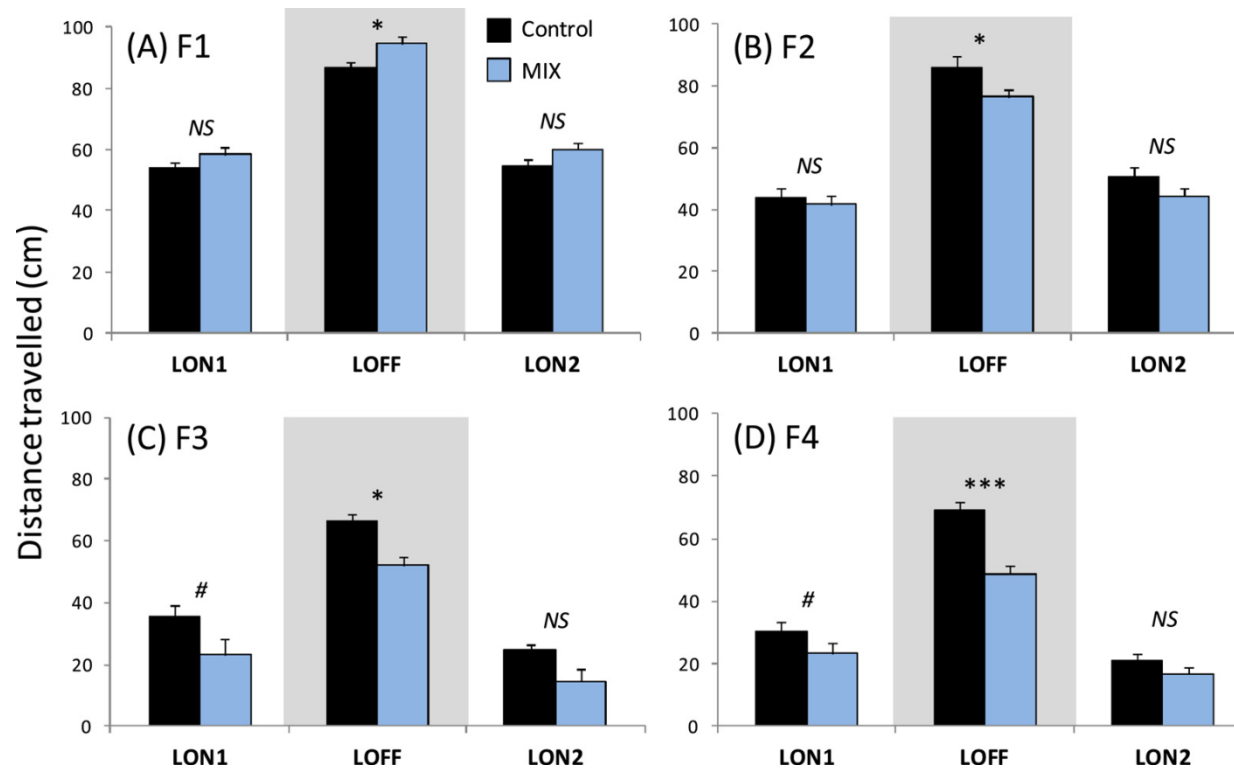 Distance travelled (cm)
(A) F1
Control
MIX
100
80
60
40
20
0
NS
*
NS
LON1 LOFF LON2
(B) F2
100
80
60
40
20
0
NS
*
NS
LON1 LOFF LON2
(C) F3
100
80
60
40
20
0
#
*
NS
LON1 LOFF LON2
(D) F4
100
80
60
40
20
0
#
***
NS
LON1 LOFF LON2